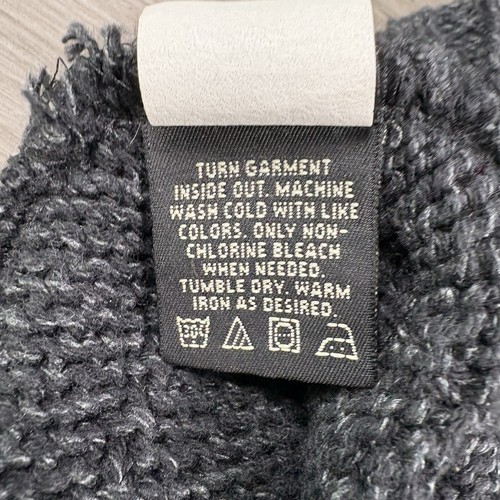 TURN GARMENT
INSIDE OUT. MACHINE
WASH COLD WITH LIKE
COLORS. ONLY NON-
CHLORINE BLEACH
WHEN NEEDED.
TUMBLE DRY. WARM
IRON AS DESIRED.
30°